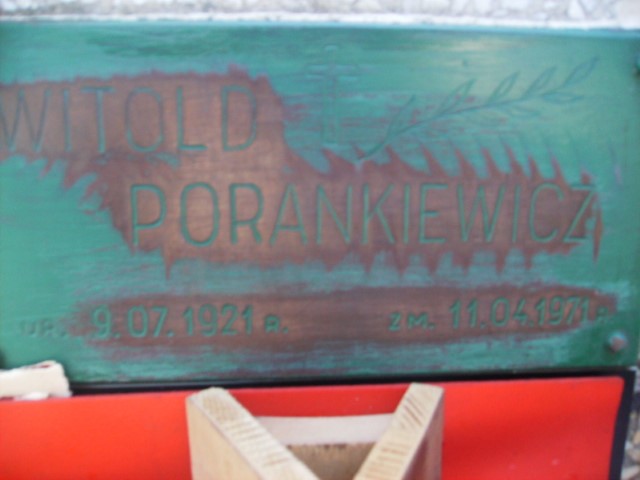 WITOLD
PORANKIEWICZ
UR. 9.07.1921 R. ZM. 11.04.1971 R.